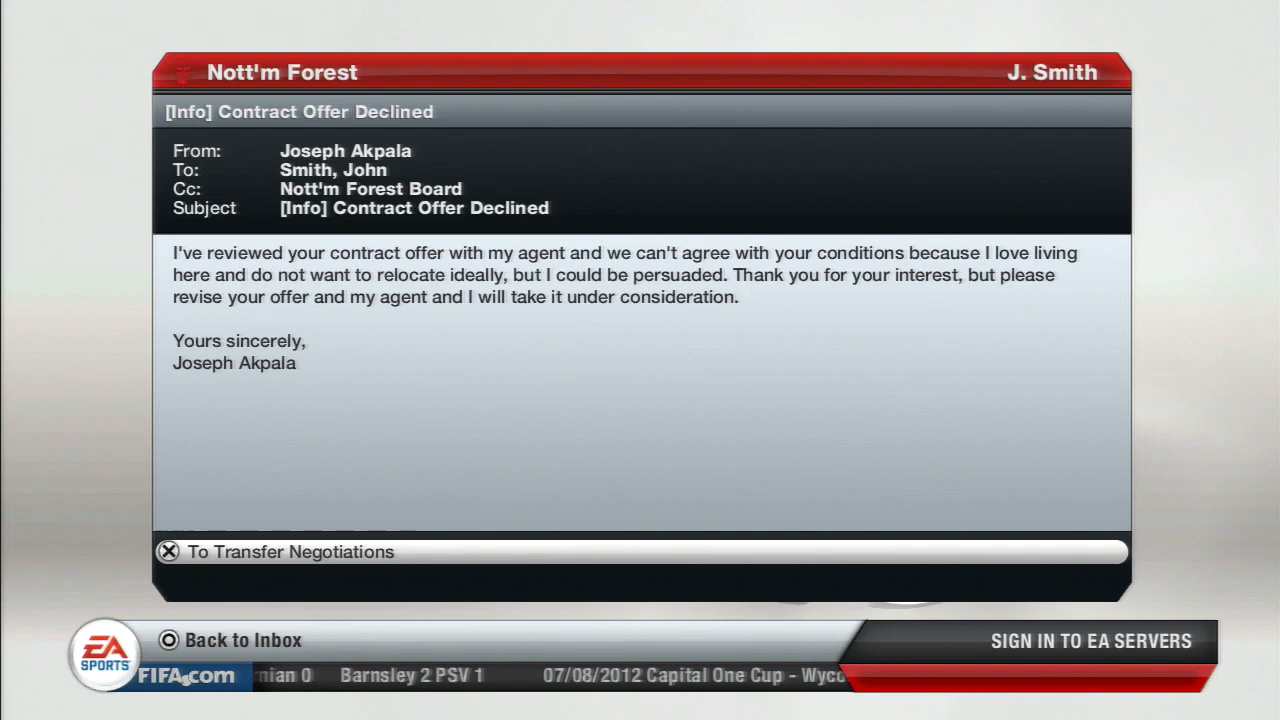 Nott'm Forest
J. Smith
[Info] Contract Offer Declined
From: Joseph Akpala
To: Smith, John
Cc: Nott'm Forest Board
Subject [Info] Contract Offer Declined
I've reviewed your contract offer with my agent and we can't agree with your conditions because I love living
here and do not want to relocate ideally, but I could be persuaded. Thank you for your interest, but please
revise your offer and my agent and I will take it under consideration.
Yours sincerely,
Joseph Akpala
To Transfer Negotiations
EA
SPORTS
Back to Inbox
SIGN IN TO EA SERVERS
FIFA.com
nian 0 Barnsley 2 PSV 1 07/08/2012 Capital One Cup - Wyco